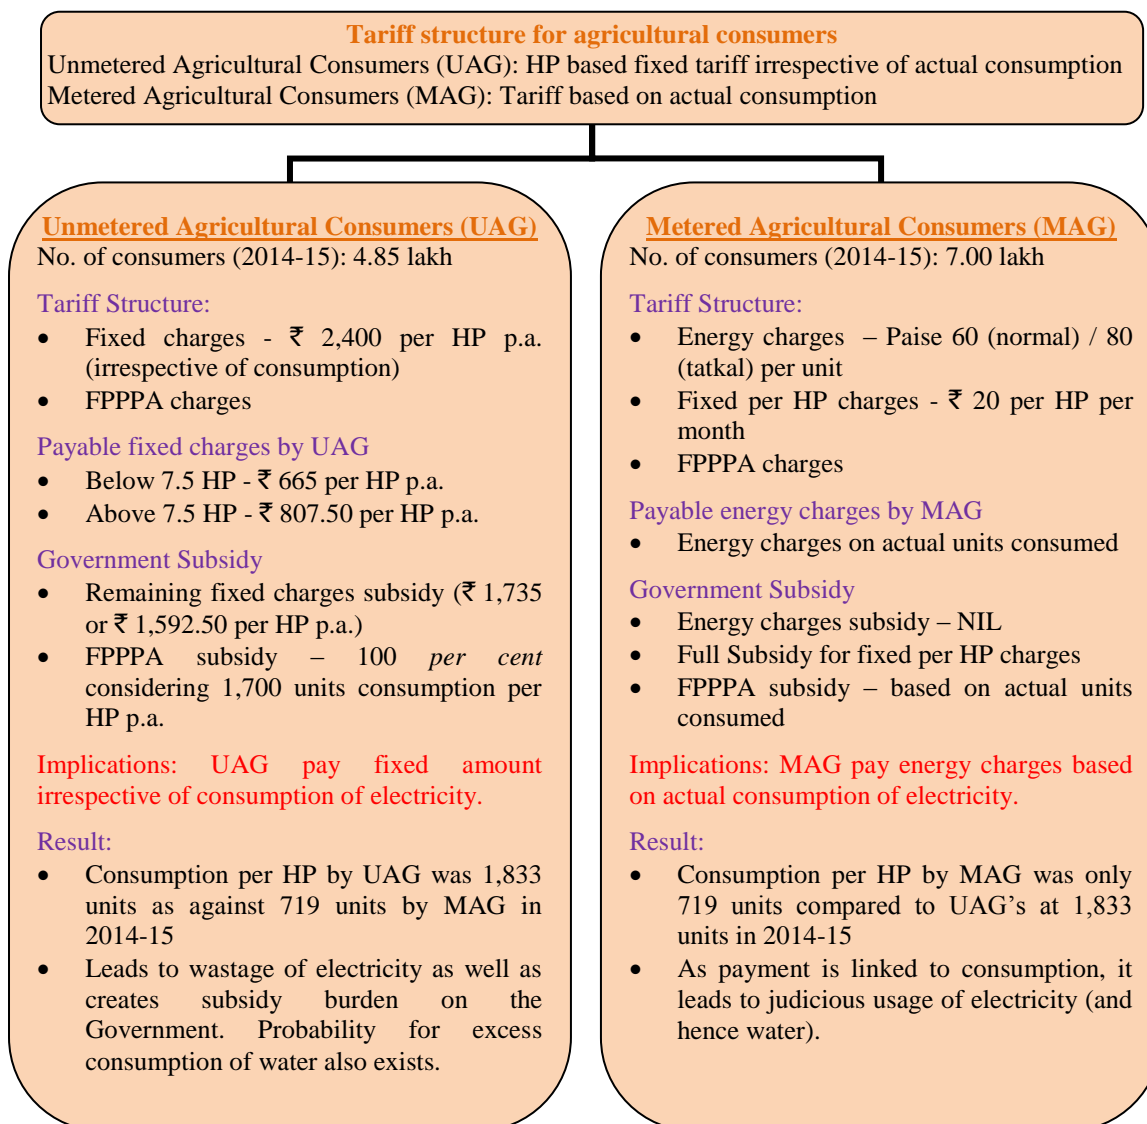 Tariff structure for agricultural consumers
Unmetered Agricultural Consumers (UAG): HP based fixed tariff irrespective of actual consumption
Metered Agricultural Consumers (MAG): Tariff based on actual consumption
Unmetered Agricultural Consumers (UAG)
No. of consumers (2014-15): 4.85 lakh
Tariff Structure:
• Fixed charges - ₹ 2,400 per HP p.a.
(irrespective of consumption)
• FPPPA charges
Payable fixed charges by UAG
• Below 7.5 HP - ₹ 665 per HP p.a.
• Above 7.5 HP - ₹ 807.50 per HP p.a.
Government Subsidy
• Remaining fixed charges subsidy (₹ 1,735
or ₹ 1,592.50 per HP p.a.)
• FPPPA subsidy – 100 per cent
considering 1,700 units consumption per
HP p.a.
Implications: UAG pay fixed amount
irrespective of consumption of electricity.
Result:
• Consumption per HP by UAG was 1,833
units as against 719 units by MAG in
2014-15
• Leads to wastage of electricity as well as
creates subsidy burden on the
Government. Probability for excess
consumption of water also exists.
Metered Agricultural Consumers (MAG)
No. of consumers (2014-15): 7.00 lakh
Tariff Structure:
• Energy charges – Paise 60 (normal) / 80
(tatkal) per unit
• Fixed per HP charges - ₹ 20 per HP per
month
• FPPPA charges
Payable energy charges by MAG
• Energy charges on actual units consumed
Government Subsidy
• Energy charges subsidy – NIL
• Full Subsidy for fixed per HP charges
• FPPPA subsidy – based on actual units
consumed
Implications: MAG pay energy charges based
on actual consumption of electricity.
Result:
• Consumption per HP by MAG was only
719 units compared to UAG’s at 1,833
units in 2014-15
• As payment is linked to consumption, it
leads to judicious usage of electricity (and
hence water).